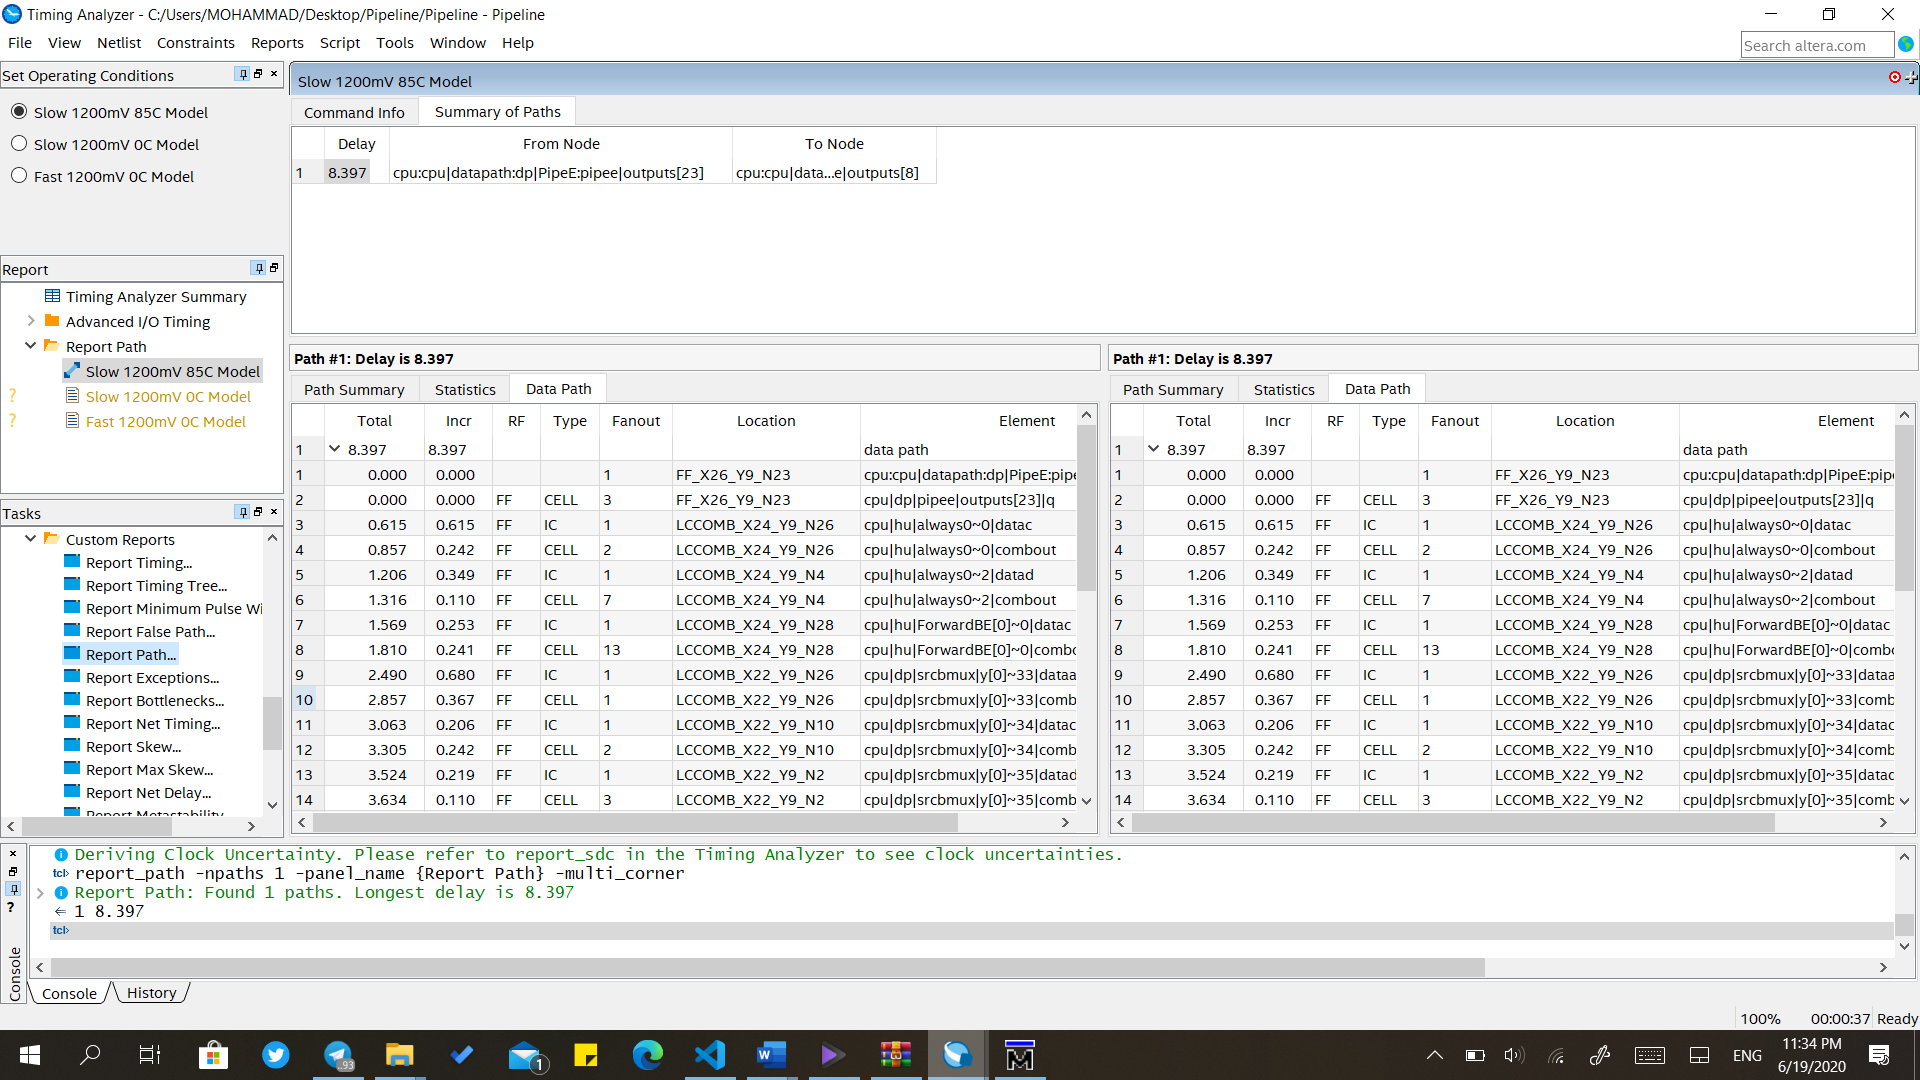 Timing Analyzer - C:/Users/MOHAMMAD/Desktop/Pipeline/Pipeline - Pipeline
File View Netlist Constraints Reports Script Tools Window Help
Search altera.com
Set Operating Conditions
Slow 1200mV 85C Model
Slow 1200mV 0C Model
Fast 1200mV 0C Model
Report
Timing Analyzer Summary
Advanced I/O Timing
Report Path
Slow 1200mV 85C Model
? Slow 1200mV 0C Model
? Fast 1200mV 0C Model
Tasks
Custom Reports
Report Timing...
Report Timing Tree...
Report Minimum Pulse Wi
Report False Path...
Report Path...
Report Exceptions...
Report Bottlenecks...
Report Net Timing...
Report Skew...
Report Max Skew...
Report Net Delay...
Report Metastability
Slow 1200mV 85C Model
Command Info Summary of Paths
Delay From Node To Node
1 8.397 cpu:cpu|datapath:dp|PipeE:pipee|outputs[23] cpu:cpu|data...e|outputs[8]
Path #1: Delay is 8.397
Path Summary Statistics Data Path
Total Incr RF Type Fanout Location Element
1 8.397 8.397 data path
1 0.000 0.000 1 FF_X26_Y9_N23 cpu:cpu|datapath:dp|PipeE:pipe
2 0.000 0.000 FF CELL 3 FF_X26_Y9_N23 cpu|dp|pipee|outputs[23]|q
3 0.615 0.615 FF IC 1 LCCOMB_X24_Y9_N26 cpu|hu|always0~0|datac
4 0.857 0.242 FF CELL 2 LCCOMB_X24_Y9_N26 cpu|hu|always0~0|combout
5 1.206 0.349 FF IC 1 LCCOMB_X24_Y9_N4 cpu|hu|always0~2|datad
6 1.316 0.110 FF CELL 7 LCCOMB_X24_Y9_N4 cpu|hu|always0~2|combout
7 1.569 0.253 FF IC 1 LCCOMB_X24_Y9_N28 cpu|hu|ForwardBE[0]~0|datac
8 1.810 0.241 FF CELL 13 LCCOMB_X24_Y9_N28 cpu|hu|ForwardBE[0]~0|combo
9 2.490 0.680 FF IC 1 LCCOMB_X22_Y9_N26 cpu|dp|srcbmux|y[0]~33|dataa
10 2.857 0.367 FF CELL 1 LCCOMB_X22_Y9_N26 cpu|dp|srcbmux|y[0]~33|comb
11 3.063 0.206 FF IC 1 LCCOMB_X22_Y9_N10 cpu|dp|srcbmux|y[0]~34|datac
12 3.305 0.242 FF CELL 2 LCCOMB_X22_Y9_N10 cpu|dp|srcbmux|y[0]~34|comb
13 3.524 0.219 FF IC 1 LCCOMB_X22_Y9_N2 cpu|dp|srcbmux|y[0]~35|datad
14 3.634 0.110 FF CELL 3 LCCOMB_X22_Y9_N2 cpu|dp|srcbmux|y[0]~35|comb
Path #1: Delay is 8.397
Path Summary Statistics Data Path
Total Incr RF Type Fanout Location Element
1 8.397 8.397 data path
1 0.000 0.000 1 FF_X26_Y9_N23 cpu:cpu|datapath:dp|PipeE:pip
2 0.000 0.000 FF CELL 3 FF_X26_Y9_N23 cpu|dp|pipee|outputs[23]|q
3 0.615 0.615 FF IC 1 LCCOMB_X24_Y9_N26 cpu|hu|always0~0|datac
4 0.857 0.242 FF CELL 2 LCCOMB_X24_Y9_N26 cpu|hu|always0~0|combout
5 1.206 0.349 FF IC 1 LCCOMB_X24_Y9_N4 cpu|hu|always0~2|datad
6 1.316 0.110 FF CELL 7 LCCOMB_X24_Y9_N4 cpu|hu|always0~2|combout
7 1.569 0.253 FF IC 1 LCCOMB_X24_Y9_N28 cpu|hu|ForwardBE[0]~0|datac
8 1.810 0.241 FF CELL 13 LCCOMB_X24_Y9_N28 cpu|hu|ForwardBE[0]~0|combo
9 2.490 0.680 FF IC 1 LCCOMB_X22_Y9_N26 cpu|dp|srcbmux|y[0]~33|dataa
10 2.857 0.367 FF CELL 1 LCCOMB_X22_Y9_N26 cpu|dp|srcbmux|y[0]~33|comb
11 3.063 0.206 FF IC 1 LCCOMB_X22_Y9_N10 cpu|dp|srcbmux|y[0]~34|datac
12 3.305 0.242 FF CELL 2 LCCOMB_X22_Y9_N10 cpu|dp|srcbmux|y[0]~34|comb
13 3.524 0.219 FF IC 1 LCCOMB_X22_Y9_N2 cpu|dp|srcbmux|y[0]~35|datad
14 3.634 0.110 FF CELL 3 LCCOMB_X22_Y9_N2 cpu|dp|srcbmux|y[0]~35|comb
Deriving Clock Uncertainty. Please refer to report_sdc in the Timing Analyzer to see clock uncertainties.
tcl> report_path -npaths 1 -panel_name {Report Path} -multi_corner
Report Path: Found 1 paths. Longest delay is 8.397
1 8.397
tcl>
?
Console
Console History
100% 00:00:37 Ready
93
1
ENG
11:34 PM
6/19/2020